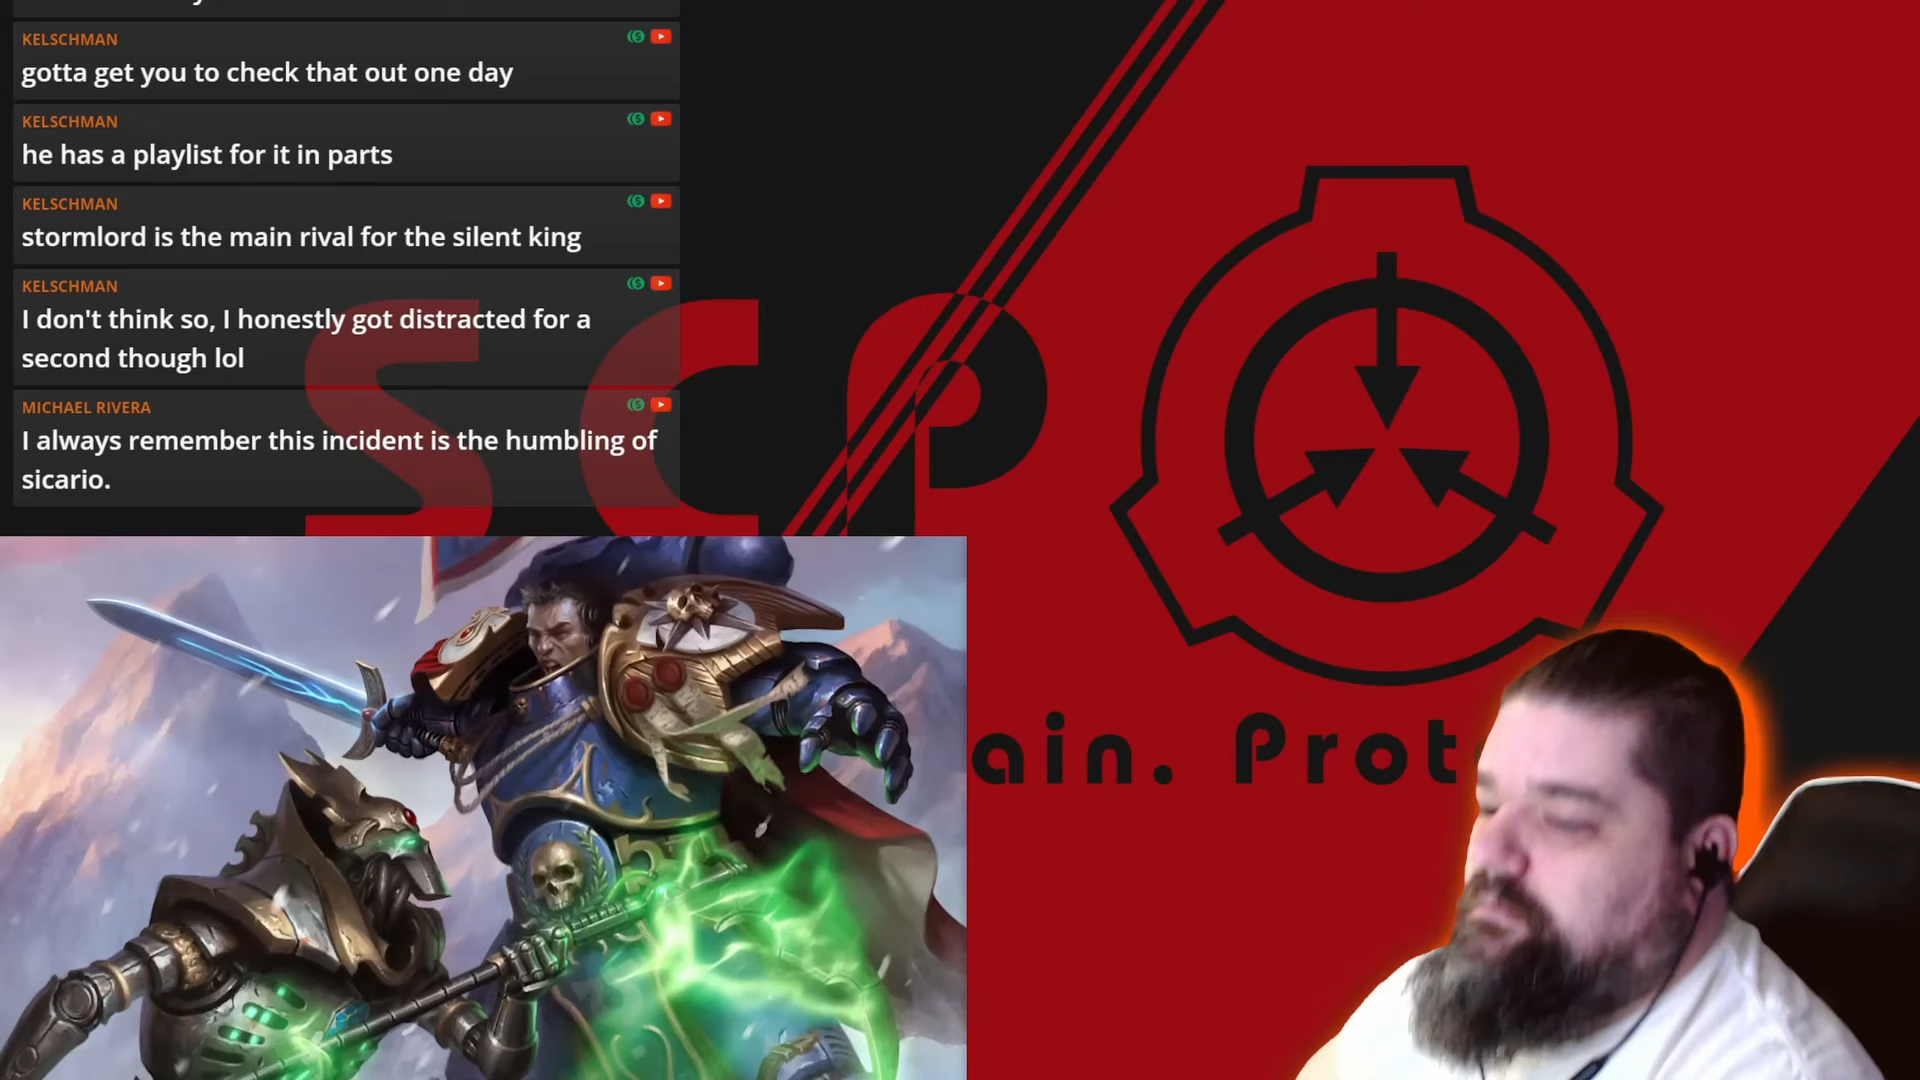 KELSCHMAN
gotta get you to check that out one day
KELSCHMAN
he has a playlist for it in parts
KELSCHMAN
stormlord is the main rival for the silent king
KELSCHMAN
I don't think so, I honestly got distracted for a
second though lol
MICHAEL RIVERA
I always remember this incident is the humbling of
sicario.
SCP
ain. Prot